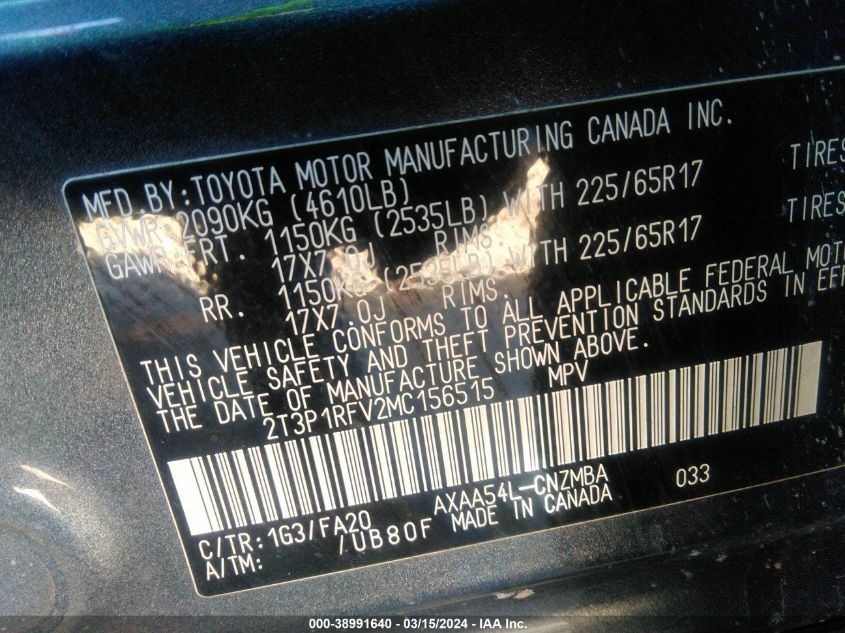 MFD BY:TOYOTA MOTOR MANUFACTURING CANADA INC.
GVWR 2090KG (4610LB)
GAWR:FRT. 1150KG (2535LB) WITH 225/65R17 TIRES
17X7.0J RIMS.
RR. 1150KG (2535LB) WITH 225/65R17 TIRES
17X7.0J RIMS.
THIS VEHICLE CONFORMS TO ALL APPLICABLE FEDERAL MOT
VEHICLE SAFETY AND THEFT PREVENTION STANDARDS IN EFF
THE DATE OF MANUFACTURE SHOWN ABOVE.
2T3P1RFV2MC156515 MPV
C/TR:1G3/FA20 AXAA54L-CNZMBA 033
A/TM: /UB80F MADE IN CANADA
000-38991640 - 03/15/2024 - IAA Inc.